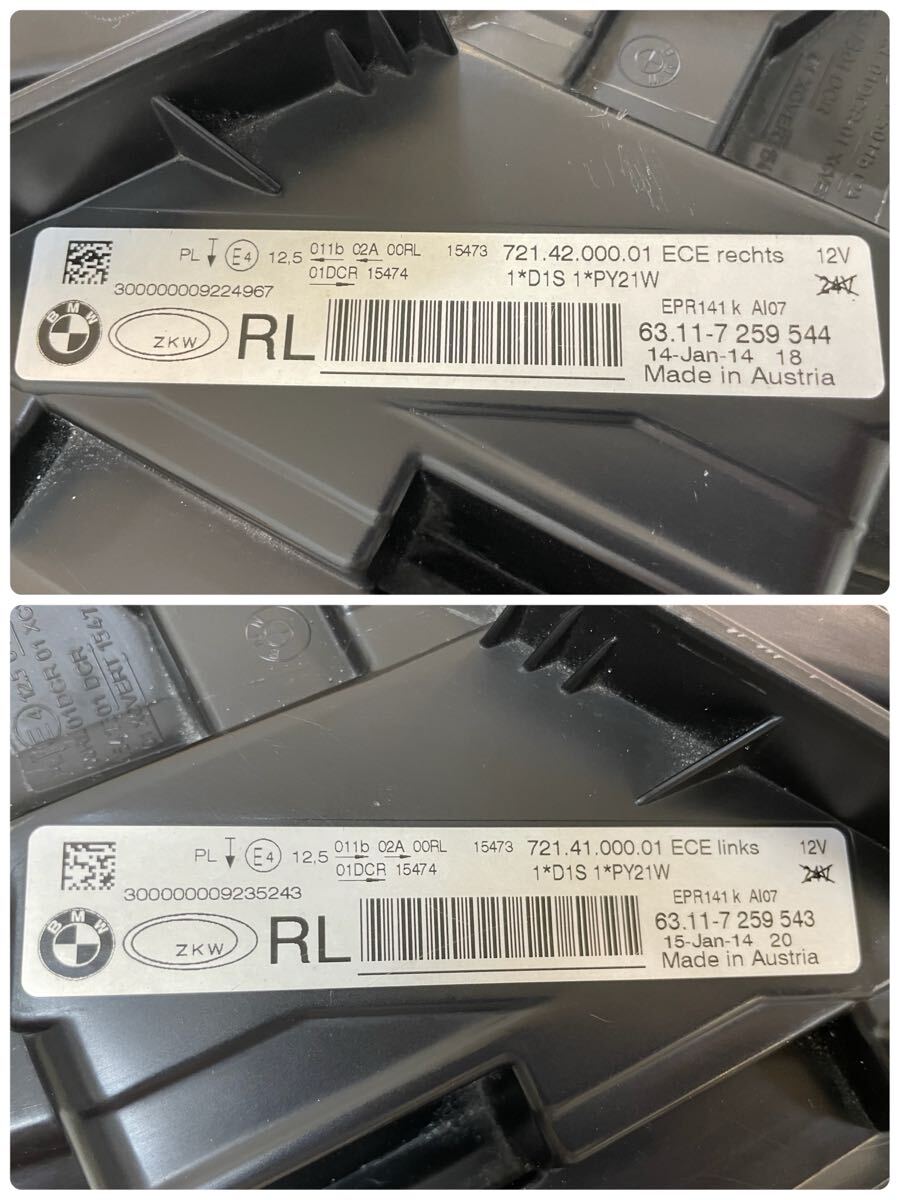 PL E4 12,5 011b 02A 00RL 15473 721.42.000.01 ECE rechts 12V
01DCR 15474 1*D1S 1*PY21W 24V
300000009224967 EPR141 k AI07
BMW ZKW RL 63.11-7 259 544
14-Jan-14 18
Made in Austria
PL E4 12,5 011b 02A 00RL 15473 721.41.000.01 ECE links 12V
01DCR 15474 1*D1S 1*PY21W 24V
300000009235243 EPR141 k AI07
BMW ZKW RL 63.11-7 259 543
15-Jan-14 20
Made in Austria